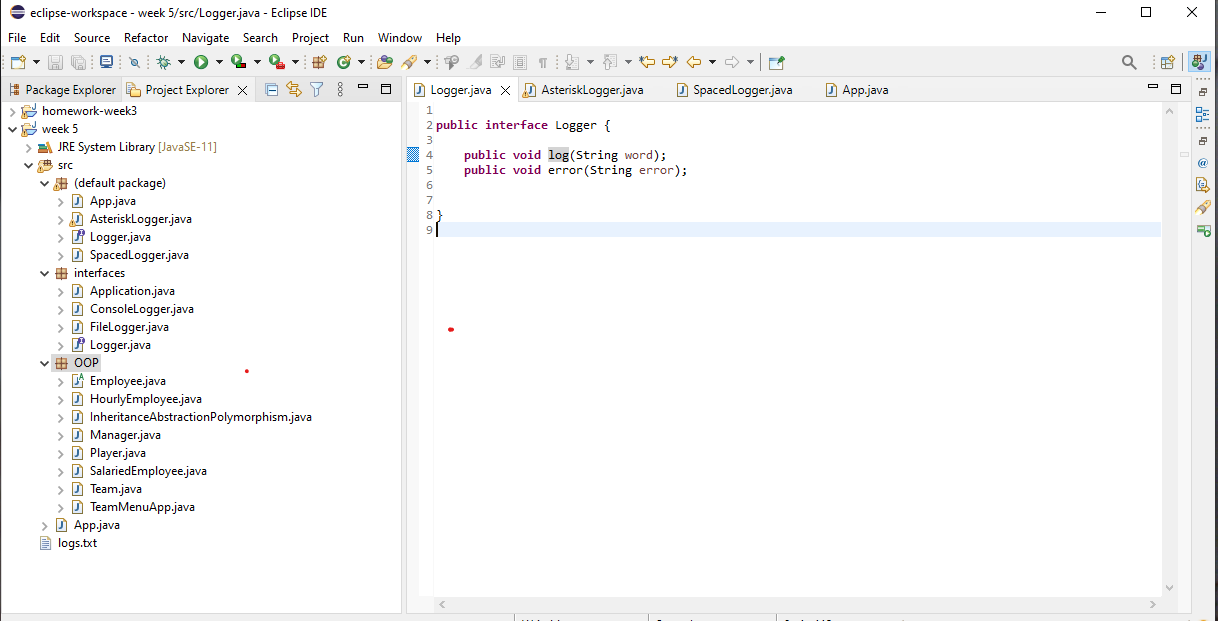 eclipse-workspace - week 5/src/Logger.java - Eclipse IDE
File Edit Source Refactor Navigate Search Project Run Window Help
Package Explorer Project Explorer
homework-week3
week 5
JRE System Library [JavaSE-11]
src
(default package)
App.java
AsteriskLogger.java
Logger.java
SpacedLogger.java
interfaces
Application.java
ConsoleLogger.java
FileLogger.java
Logger.java
OOP
Employee.java
HourlyEmployee.java
InheritanceAbstractionPolymorphism.java
Manager.java
Player.java
SalariedEmployee.java
Team.java
TeamMenuApp.java
App.java
logs.txt
Logger.java AsteriskLogger.java SpacedLogger.java App.java
1
2 public interface Logger {
3
4 public void log(String word);
5 public void error(String error);
6
7
8 }
9